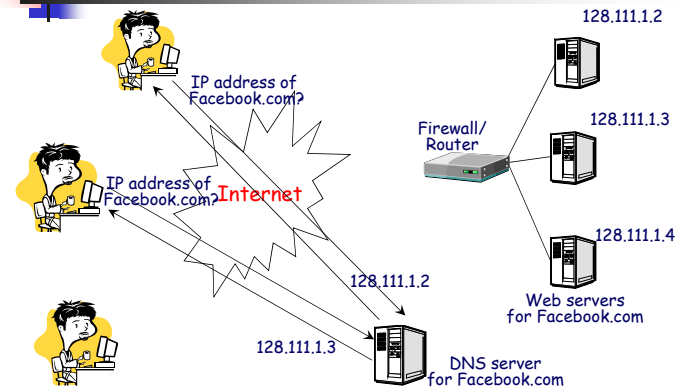 128.111.1.2
IP address of
Facebook.com?
128.111.1.3
Firewall/
Router
IP address of
Facebook.com?
Internet
128.111.1.4
128.111.1.2
Web servers
for Facebook.com
128.111.1.3
DNS server
for Facebook.com